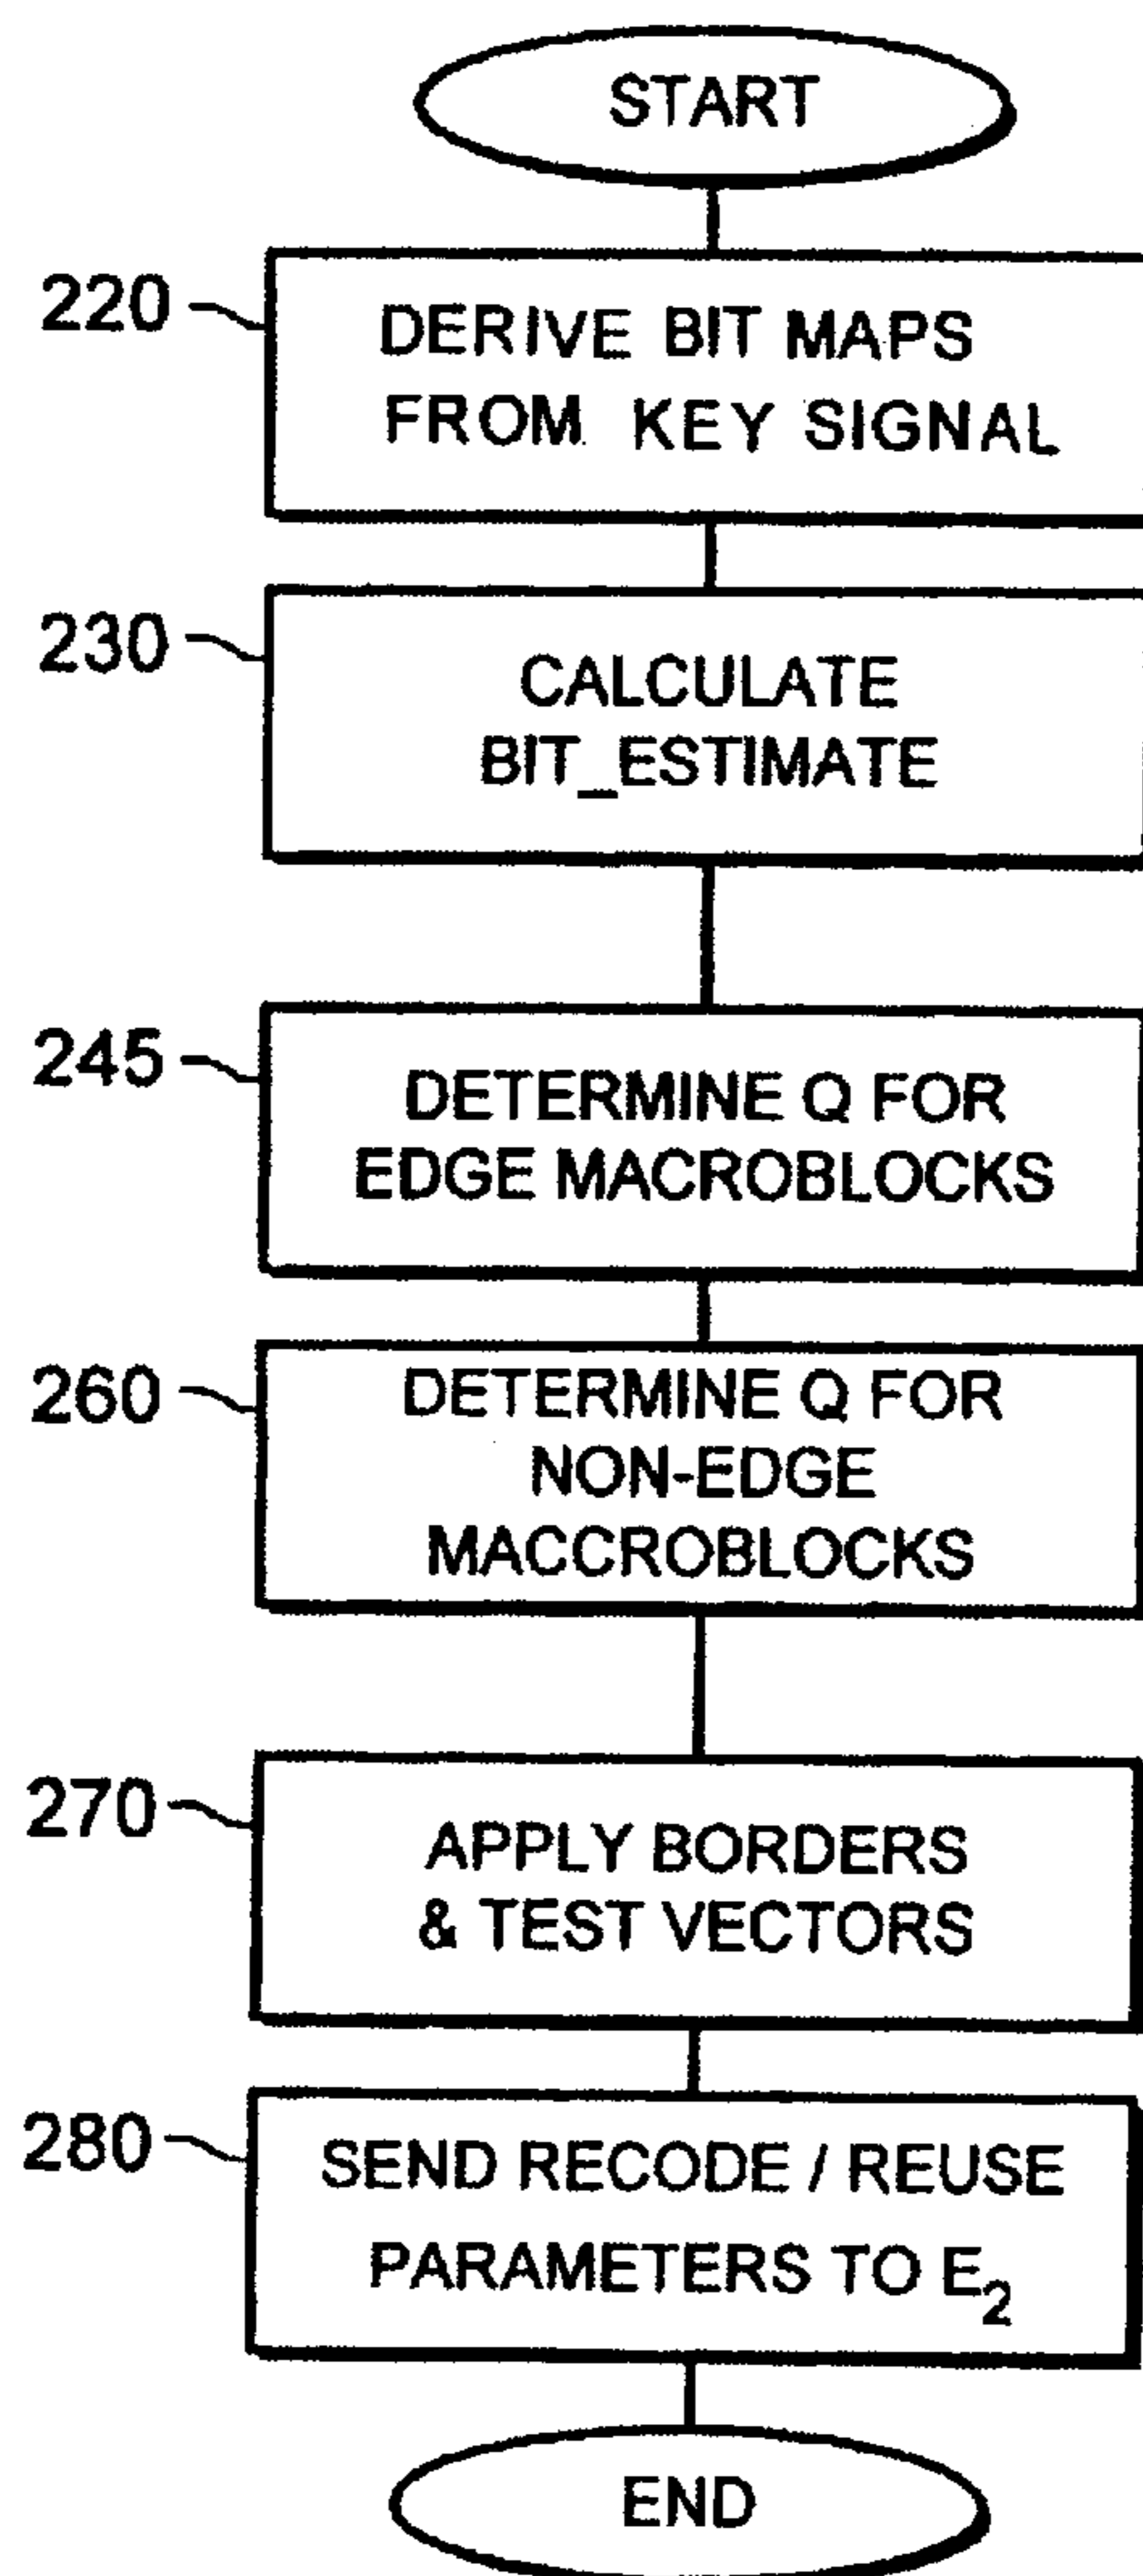 START
220
DERIVE BIT MAPS
FROM KEY SIGNAL
230
CALCULATE
BIT_ESTIMATE
245
DETERMINE Q FOR
EDGE MACROBLOCKS
260
DETERMINE Q FOR
NON-EDGE
MACCROBLOCKS
270
APPLY BORDERS
& TEST VECTORS
280
SEND RECODE / REUSE
PARAMETERS TO E₂
END